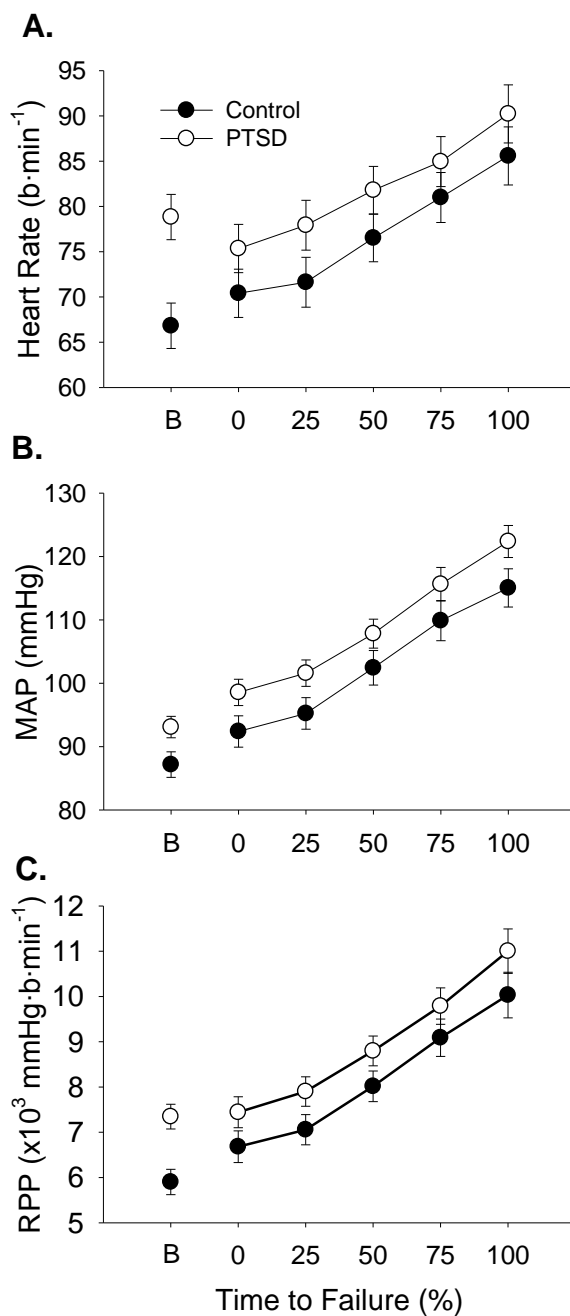 A.
Heart Rate (b·min⁻¹)
95
90
85
80
75
70
65
60
Control
PTSD
B 0 25 50 75 100
B.
MAP (mmHg)
130
120
110
100
90
80
B 0 25 50 75 100
C.
RPP (x10³ mmHg·b·min⁻¹)
12
11
10
9
8
7
6
5
B 0 25 50 75 100
Time to Failure (%)